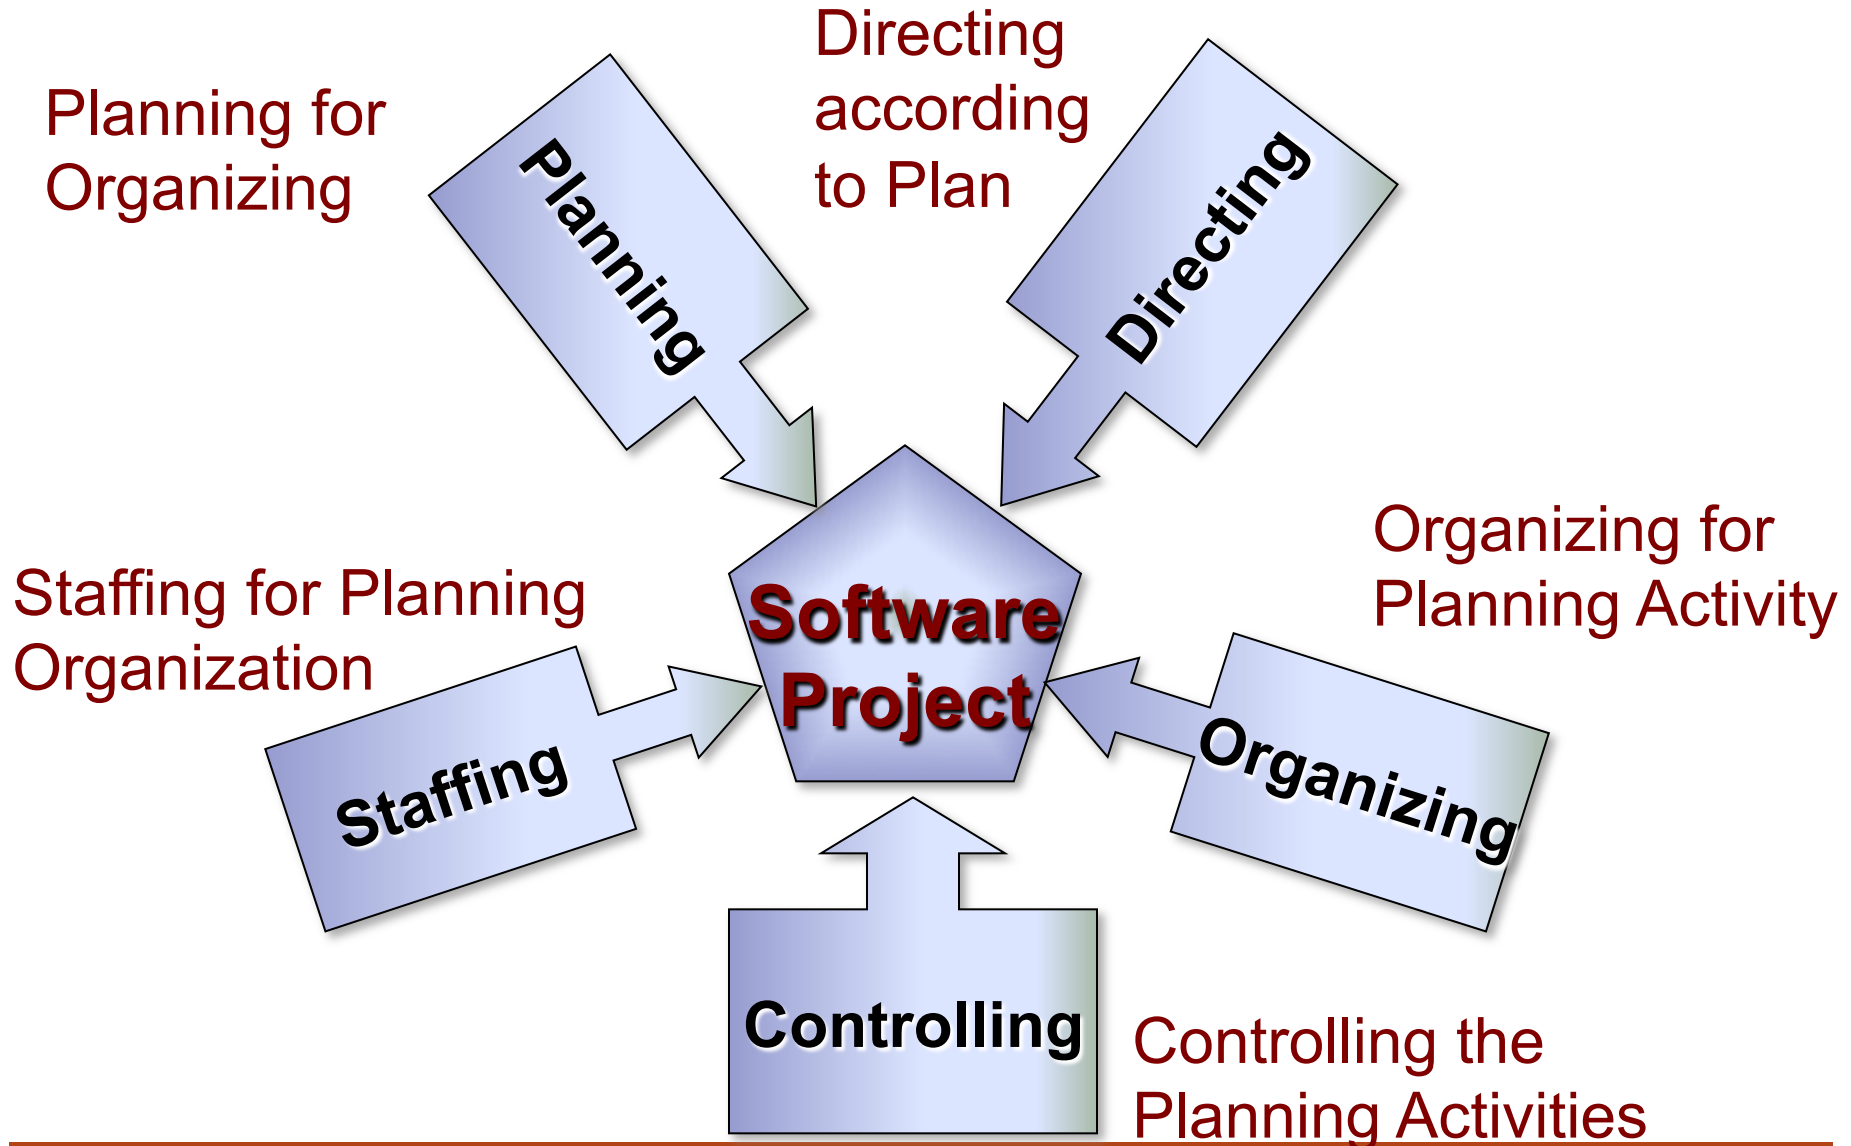 Planning for
Organizing
Planning
Directing
according
to Plan
Directing
Staffing for Planning
Organization
Staffing
Software
Project
Organizing for
Planning Activity
Organizing
Controlling
Controlling the
Planning Activities